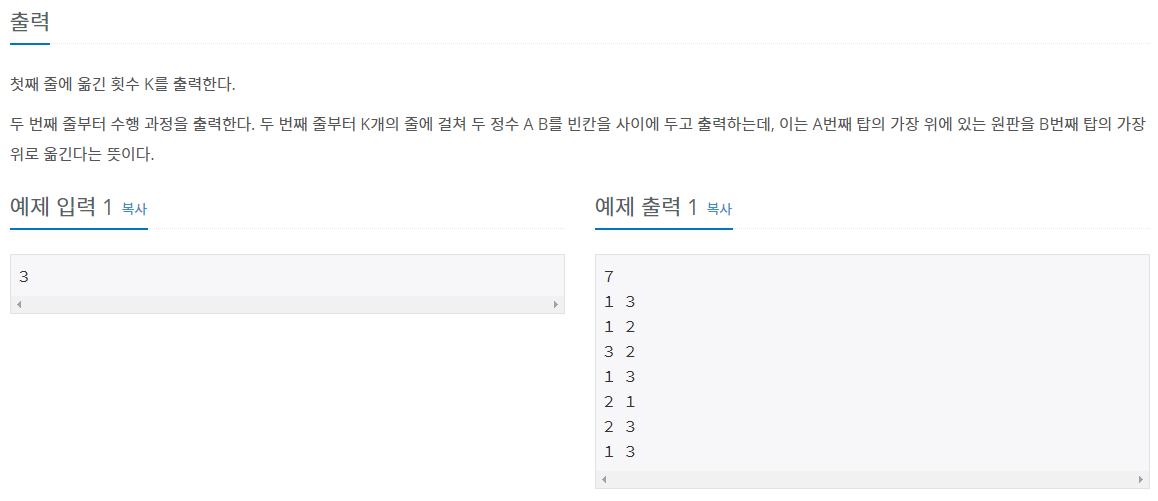 출력
첫째 줄에 옮긴 횟수 K를 출력한다.
두 번째 줄부터 수행 과정을 출력한다. 두 번째 줄부터 K개의 줄에 걸쳐 두 정수 A B를 빈칸을 사이에 두고 출력하는데, 이는 A번째 탑의 가장 위에 있는 원판을 B번째 탑의 가장
위로 옮긴다는 뜻이다.
예제 입력 1 복사
3
예제 출력 1 복사
7
1 3
1 2
3 2
1 3
2 1
2 3
1 3